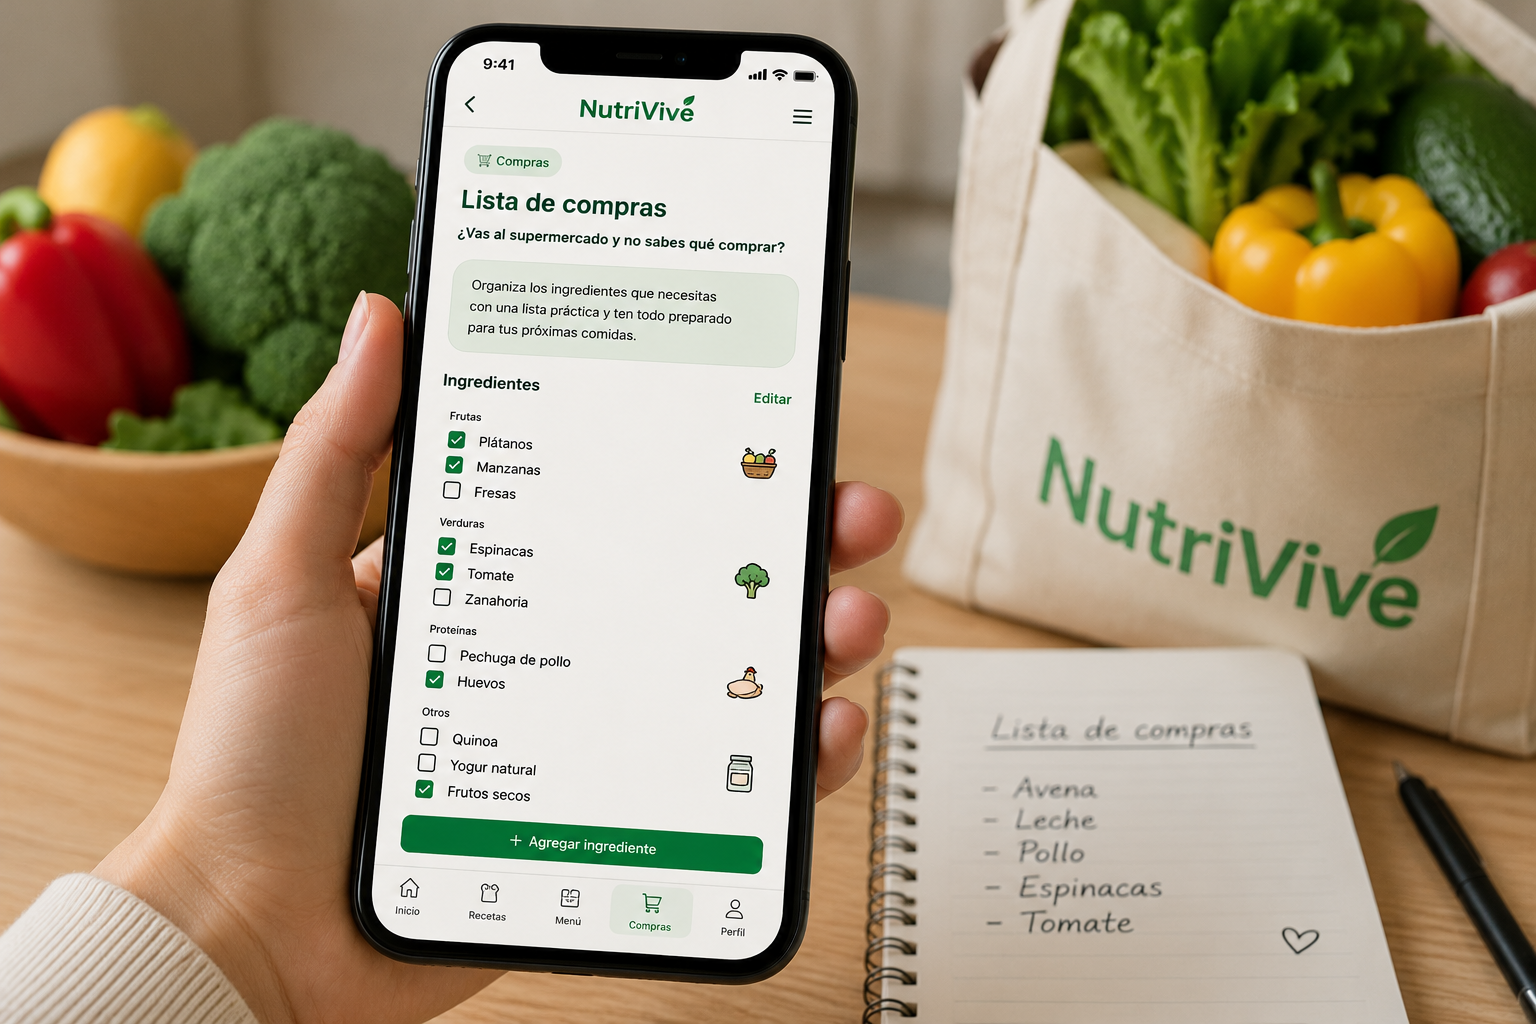 9:41
NutriVive
Compras
Lista de compras
¿Vas al supermercado y no sabes qué comprar?
Organiza los ingredientes que necesitas
con una lista práctica y ten todo preparado
para tus próximas comidas.
Ingredientes
Editar
Frutas
Plátanos
Manzanas
Fresas
Verduras
Espinacas
Tomate
Zanahoria
Proteínas
Pechuga de pollo
Huevos
Otros
Quinoa
Yogur natural
Frutos secos
+ Agregar ingrediente
Inicio
Recetas
Menú
Compras
Perfil
NutriVive
Lista de compras
- Avena
- Leche
- Pollo
- Espinacas
- Tomate